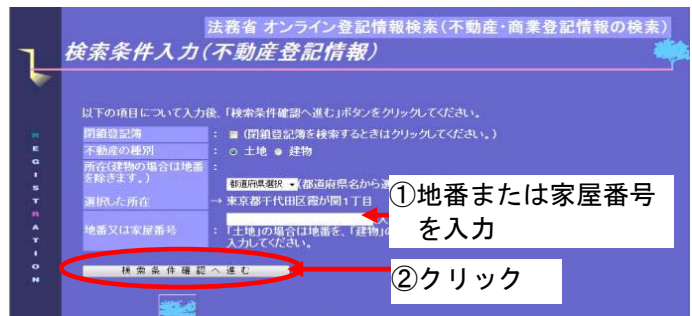 法務省 オンライン登記情報検索(不動産・商業登記情報の検索)
検索条件入力(不動産登記情報)
以下の項目について入力後、「検索条件確認へ進む」ボタンをクリックしてください。
閉鎖登記簿 : (閉鎖登記簿を検索するときはクリックしてください。)
不動産の種別 : 土地 建物
所在(建物の場合は地番を除きます。) :
都道府県選択 (都道府県名から選
選択した所在 → 東京都千代田区霞が関1丁目
①地番または家屋番号
を入力
地番又は家屋番号 : 「土地」の場合は地番を、「建物」の
入力してください。
検索条件確認へ進む
②クリック
REGISTRATION